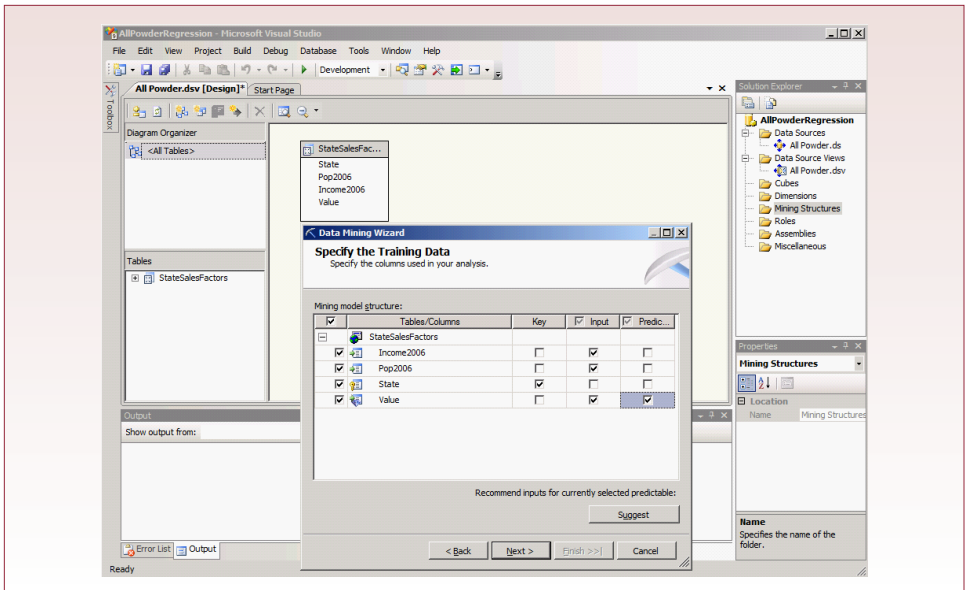 AllPowderRegression - Microsoft Visual Studio
File Edit View Project Build Debug Database Tools Window Help
Development
Toolbox
All Powder.dsv [Design]* Start Page
Diagram Organizer
<All Tables>
Tables
StateSalesFactors
StateSalesFac...
State
Pop2006
Income2006
Value
Solution Explorer
AllPowderRegression
Data Sources
All Powder.ds
Data Source Views
All Powder.dsv
Cubes
Dimensions
Mining Structures
Roles
Assemblies
Miscellaneous
Data Mining Wizard
Specify the Training Data
Specify the columns used in your analysis.
Mining model structure:
Tables/Columns Key Input Predic...
StateSalesFactors
Income2006
Pop2006
State
Value
Recommend inputs for currently selected predictable:
Suggest
< Back Next > Finish >>| Cancel
Properties
Mining Structures
Location
Name Mining Structures
Name
Specifies the name of the
folder.
Output
Show output from:
Error List Output
Ready